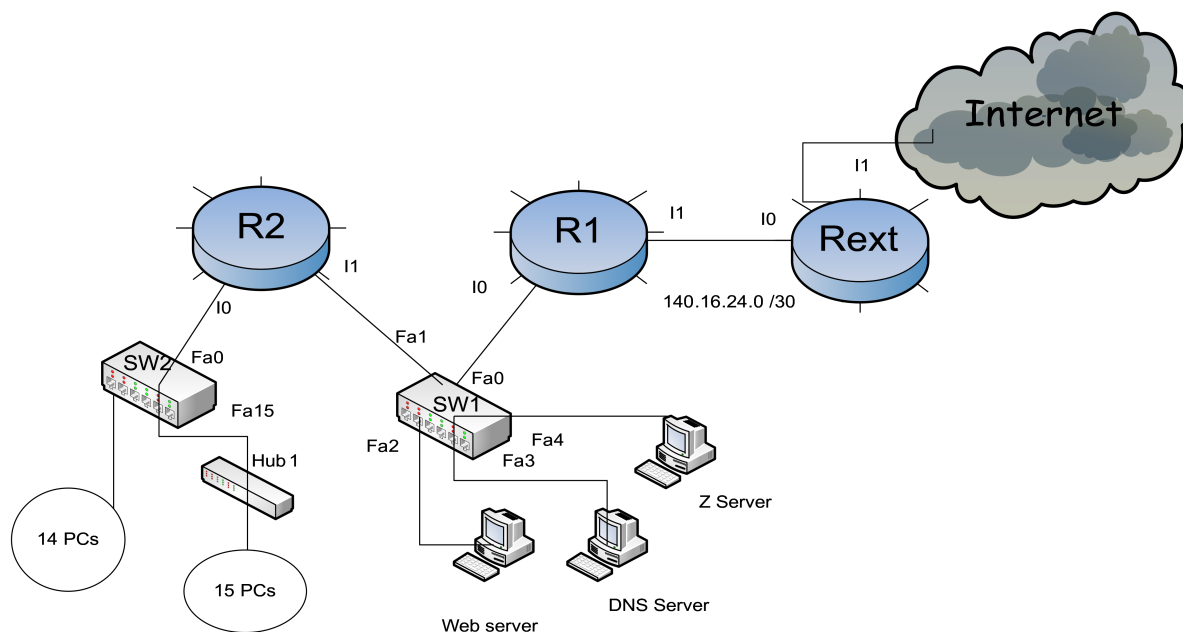 Internet
I1
R2
R1
I1
I0
Rext
I1
I0
I0
140.16.24.0 /30
Fa1
SW2
Fa0
Fa0
SW1
Fa15
Fa2
Fa4
Fa3
Hub 1
Z Server
14 PCs
15 PCs
DNS Server
Web server